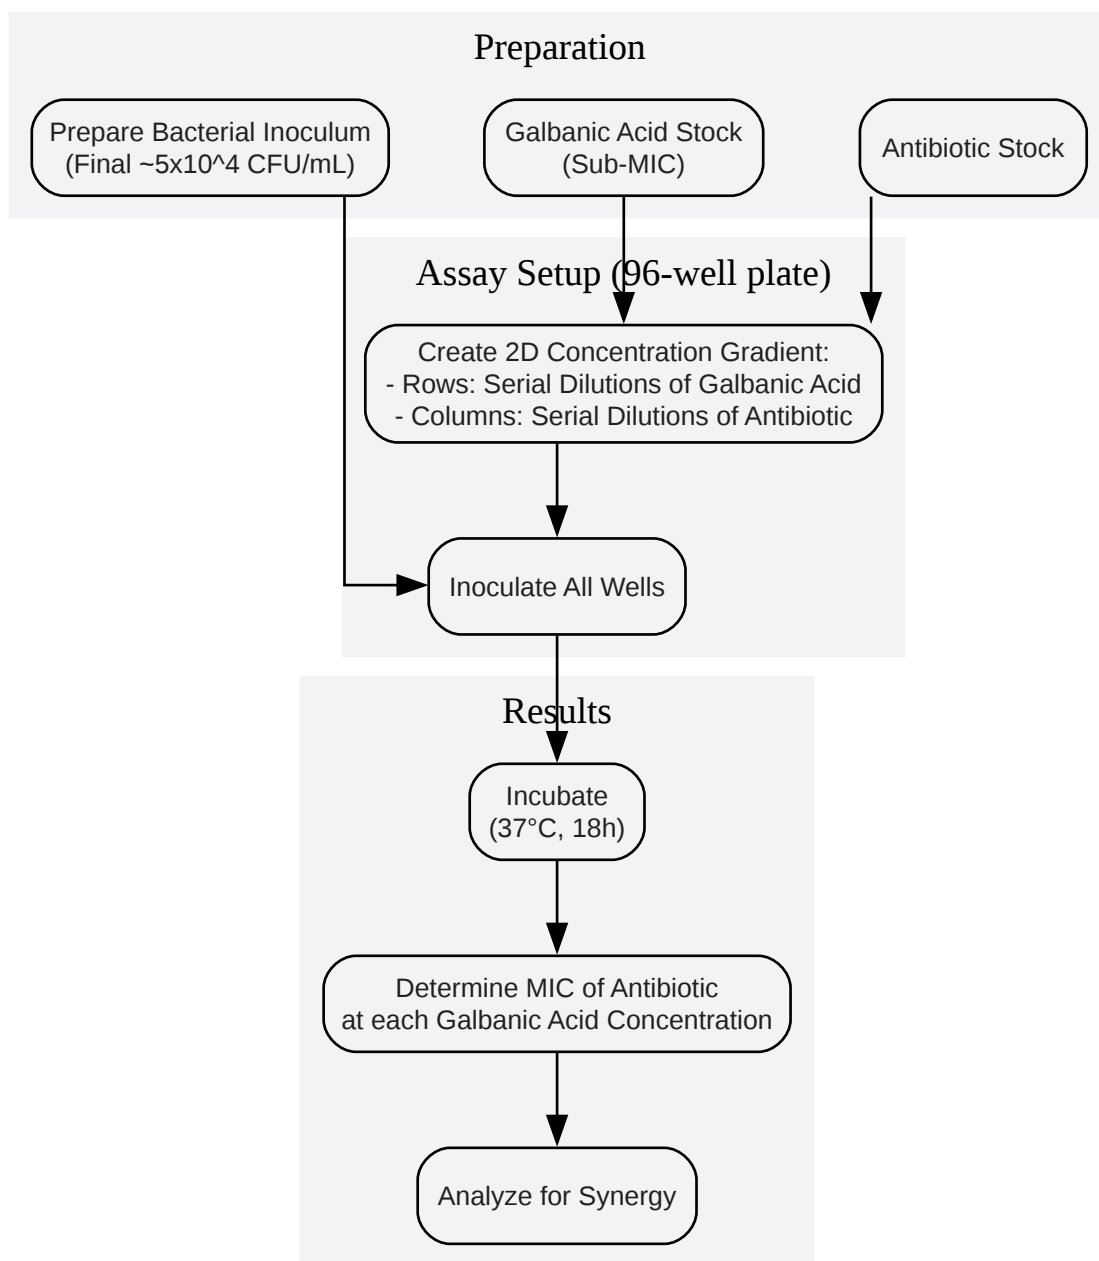 Preparation
Prepare Bacterial Inoculum
(Final ~5x10^4 CFU/mL)
Galbanic Acid Stock
(Sub-MIC)
Antibiotic Stock
Assay Setup (96-well plate)
Create 2D Concentration Gradient:
- Rows: Serial Dilutions of Galbanic Acid
- Columns: Serial Dilutions of Antibiotic
Inoculate All Wells
Results
Incubate
(37°C, 18h)
Determine MIC of Antibiotic
at each Galbanic Acid Concentration
Analyze for Synergy